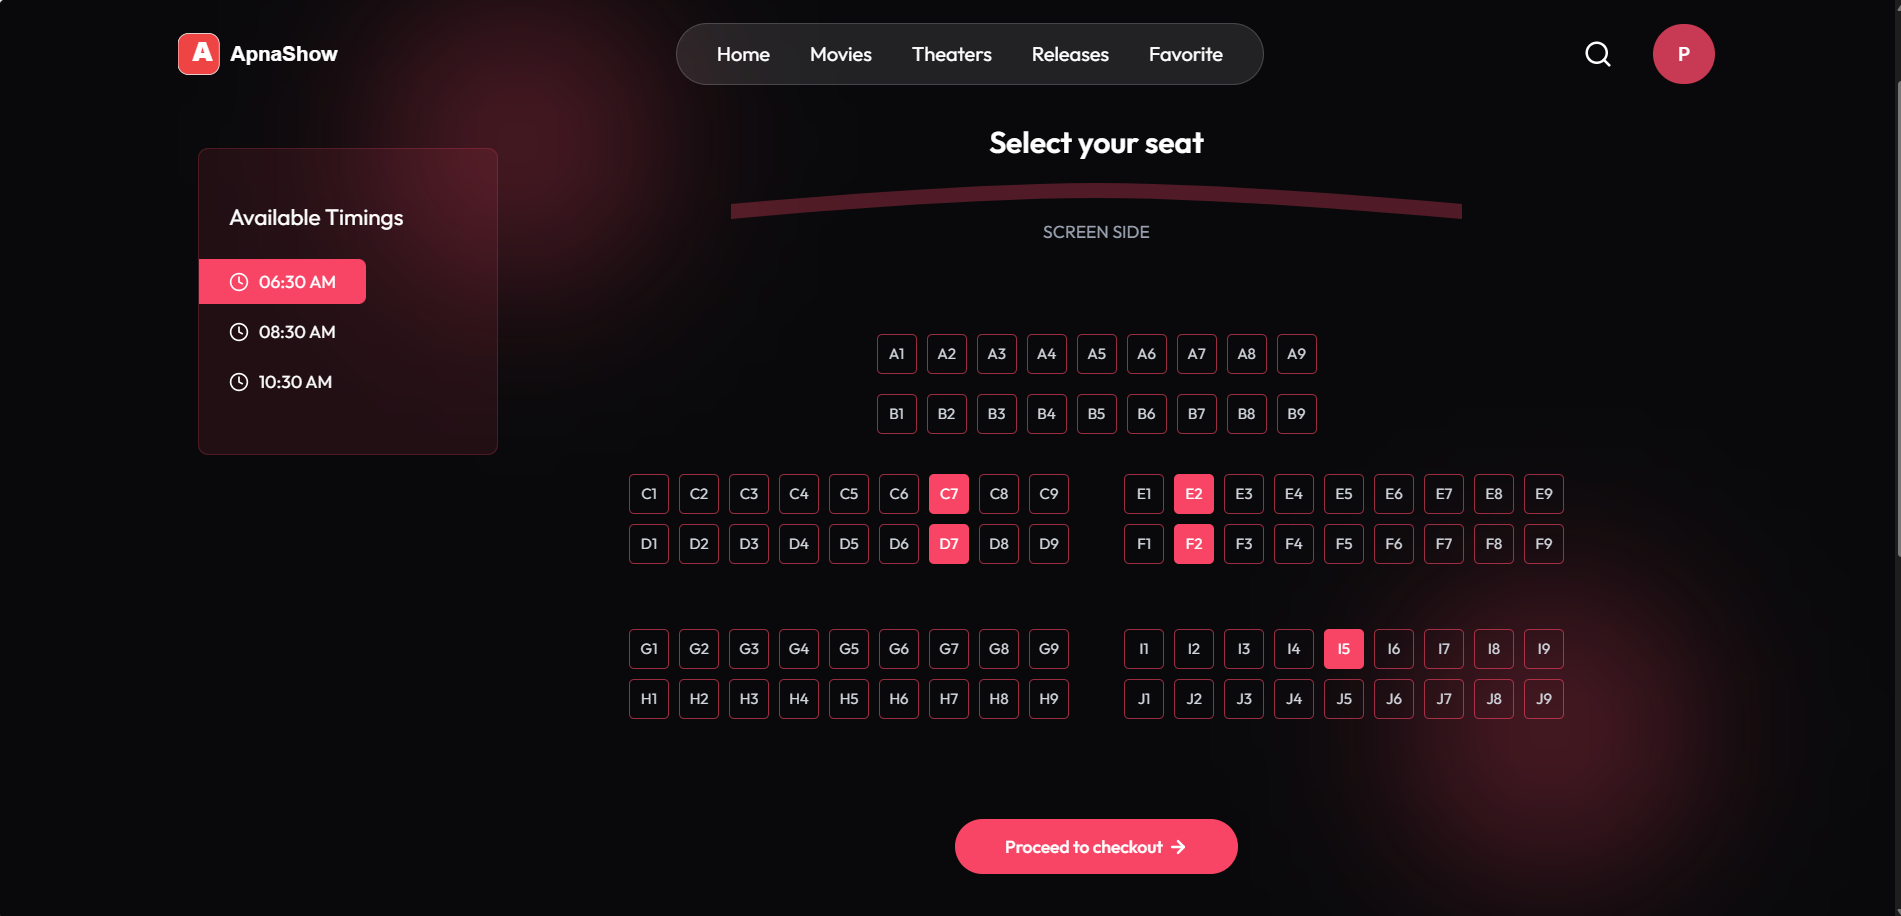 A ApnaShow
Home Movies Theaters Releases Favorite
P
Select your seat
SCREEN SIDE
Available Timings
06:30 AM
08:30 AM
10:30 AM
A1 A2 A3 A4 A5 A6 A7 A8 A9
B1 B2 B3 B4 B5 B6 B7 B8 B9
C1 C2 C3 C4 C5 C6 C7 C8 C9
D1 D2 D3 D4 D5 D6 D7 D8 D9
E1 E2 E3 E4 E5 E6 E7 E8 E9
F1 F2 F3 F4 F5 F6 F7 F8 F9
G1 G2 G3 G4 G5 G6 G7 G8 G9
H1 H2 H3 H4 H5 H6 H7 H8 H9
I1 I2 I3 I4 I5 I6 I7 I8 I9
J1 J2 J3 J4 J5 J6 J7 J8 J9
Proceed to checkout →